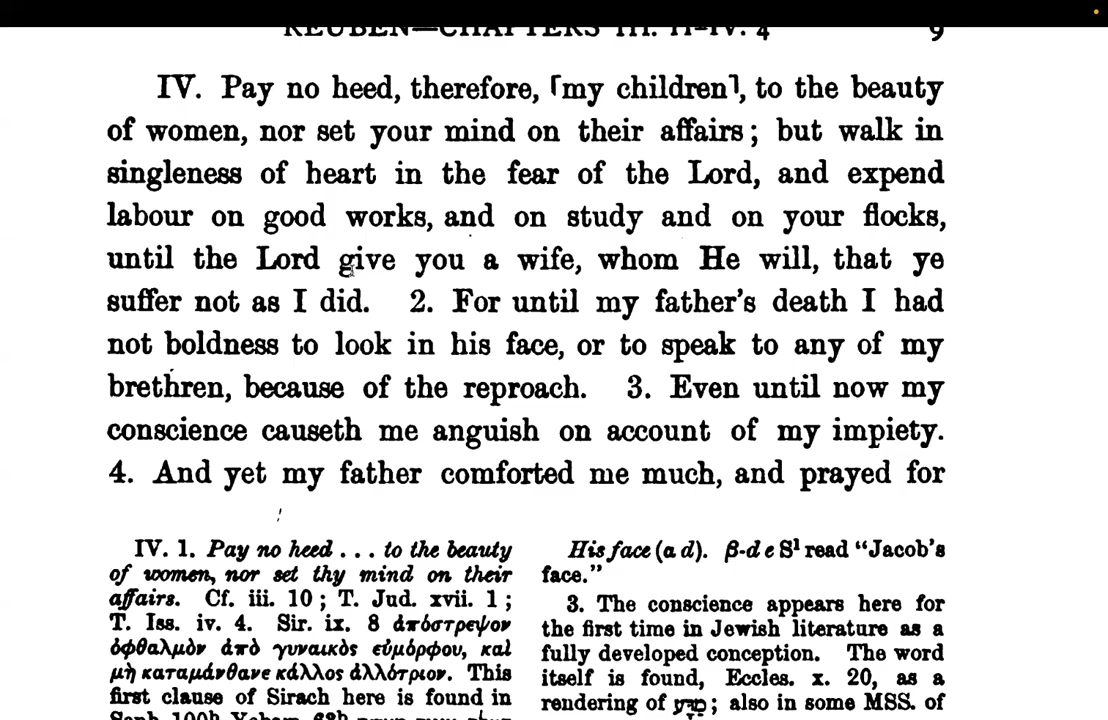 REUBEN—CHAPTERS III. 11–IV. 4 9
IV. Pay no heed, therefore, ⌈my children⌉, to the beauty
of women, nor set your mind on their affairs; but walk in
singleness of heart in the fear of the Lord, and expend
labour on good works, and on study and on your flocks,
until the Lord give you a wife, whom He will, that ye
suffer not as I did. 2. For until my father's death I had
not boldness to look in his face, or to speak to any of my
brethren, because of the reproach. 3. Even until now my
conscience causeth me anguish on account of my impiety.
4. And yet my father comforted me much, and prayed for
IV. 1. Pay no heed . . . to the beauty
of women, nor set thy mind on their
affairs. Cf. iii. 10; T. Jud. xvii. 1;
T. Iss. iv. 4. Sir. ix. 8 ἀπόστρεψον
ὀφθαλμὸν ἀπὸ γυναικὸς εὐμόρφου, καὶ
μὴ καταμάνθανε κάλλος ἀλλότριον. This
first clause of Sirach here is found in
His face (a d). β-d e S¹ read “Jacob's
face.”
3. The conscience appears here for
the first time in Jewish literature as a
fully developed conception. The word
itself is found, Eccles. x. 20, as a
rendering of מדע; also in some MSS. of